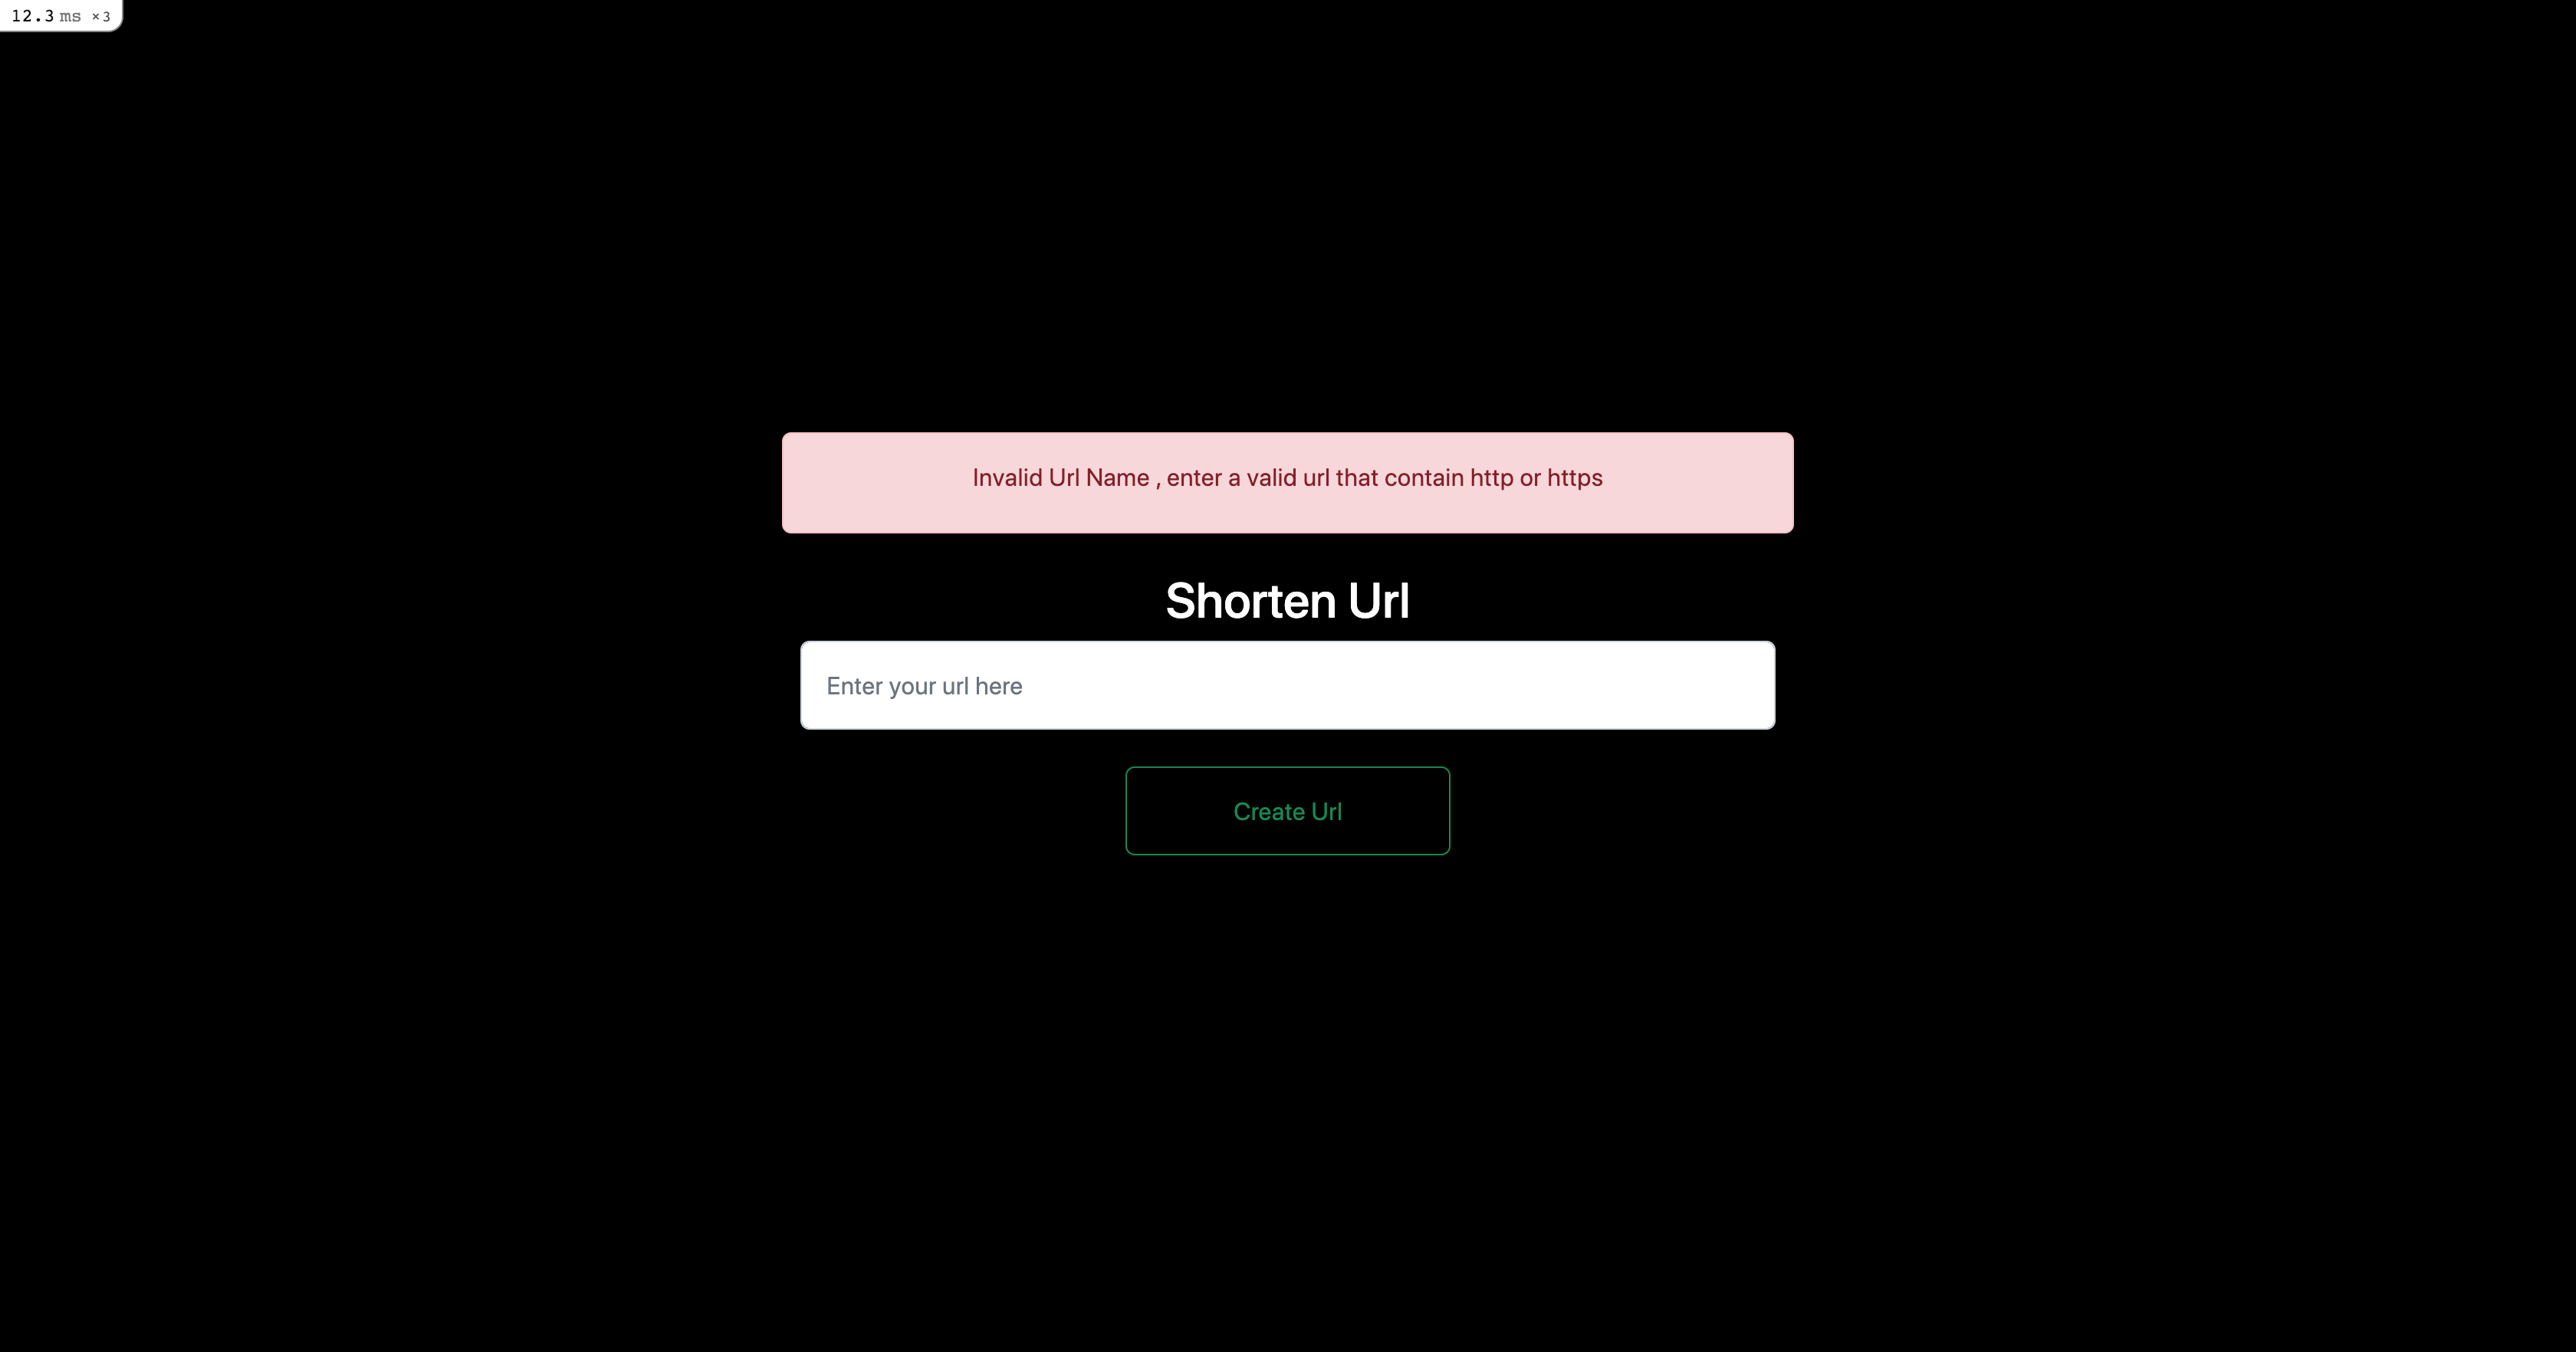 12.3 ms ×3
Invalid Url Name , enter a valid url that contain http or https
Shorten Url
Enter your url here
Create Url